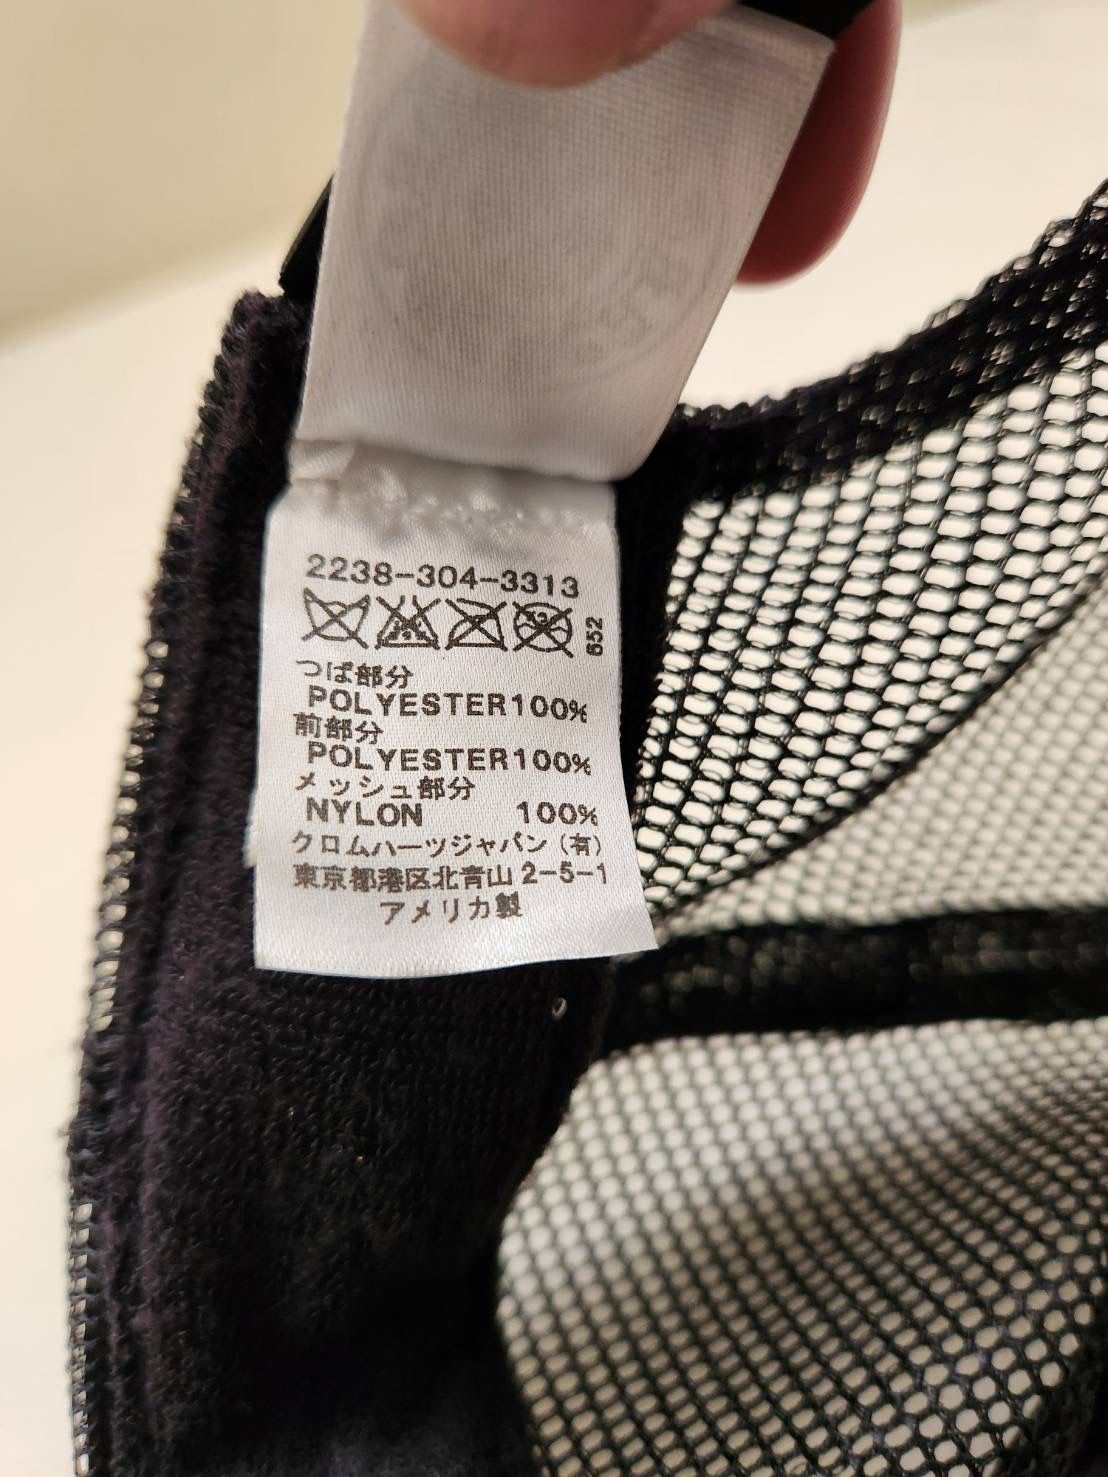 2238-304-3313
552
つば部分
POLYESTER100%
前部分
POLYESTER100%
メッシュ部分
NYLON 100%
クロムハーツジャパン(有)
東京都港区北青山2-5-1
アメリカ製